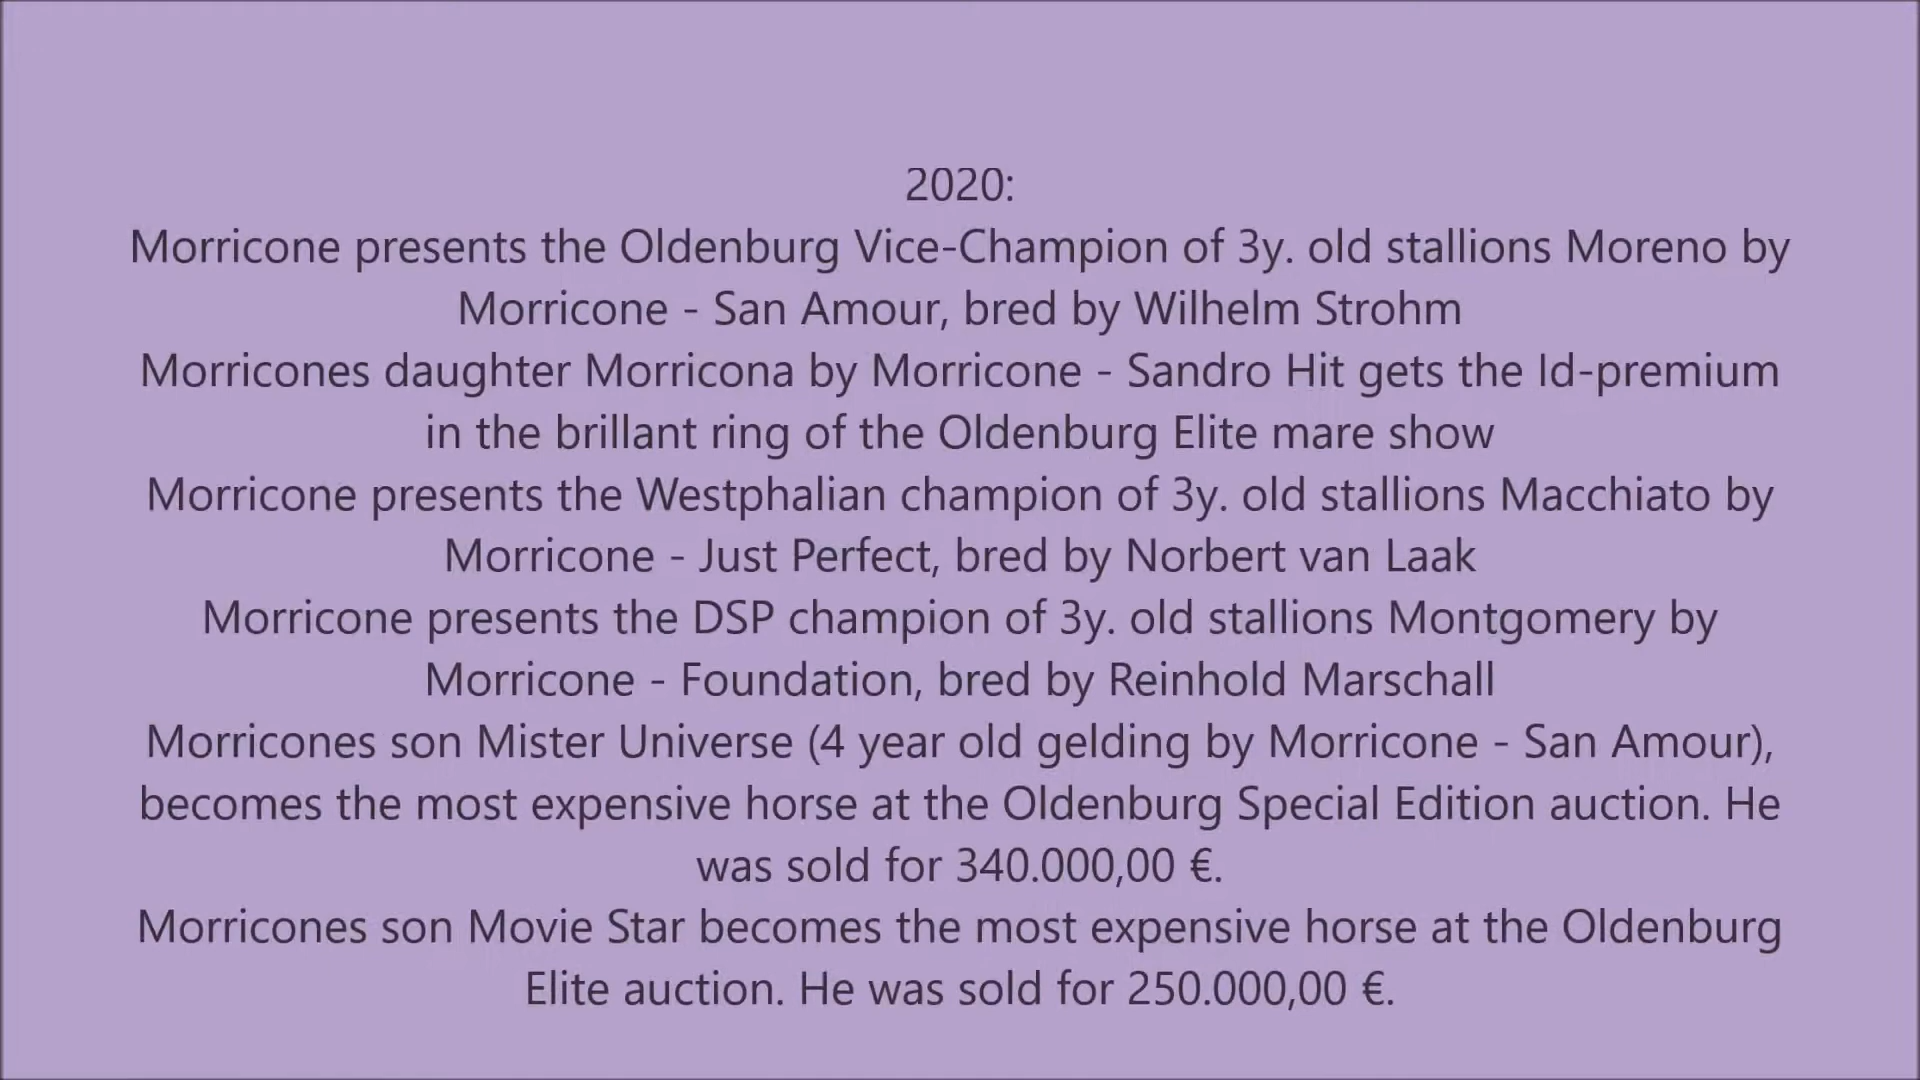 2020:
Morricone presents the Oldenburg Vice-Champion of 3y. old stallions Moreno by
Morricone - San Amour, bred by Wilhelm Strohm
Morricones daughter Morricona by Morricone - Sandro Hit gets the Id-premium
in the brillant ring of the Oldenburg Elite mare show
Morricone presents the Westphalian champion of 3y. old stallions Macchiato by
Morricone - Just Perfect, bred by Norbert van Laak
Morricone presents the DSP champion of 3y. old stallions Montgomery by
Morricone - Foundation, bred by Reinhold Marschall
Morricones son Mister Universe (4 year old gelding by Morricone - San Amour),
becomes the most expensive horse at the Oldenburg Special Edition auction. He
was sold for 340.000,00 €.
Morricones son Movie Star becomes the most expensive horse at the Oldenburg
Elite auction. He was sold for 250.000,00 €.